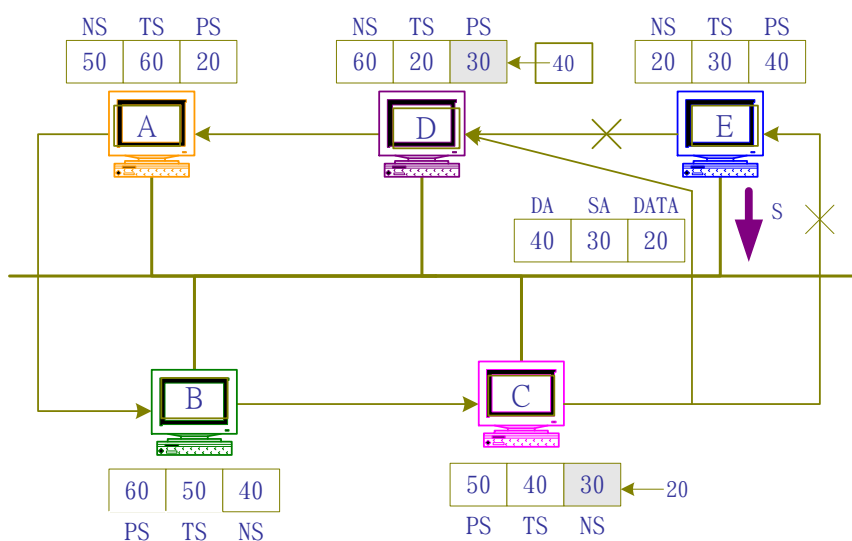 NS TS PS
50 60 20
NS TS PS
60 20 30 40
NS TS PS
20 30 40
A
D
E
DA SA DATA
40 30 20
S
B
C
60 50 40
PS TS NS
50 40 30 20
PS TS NS